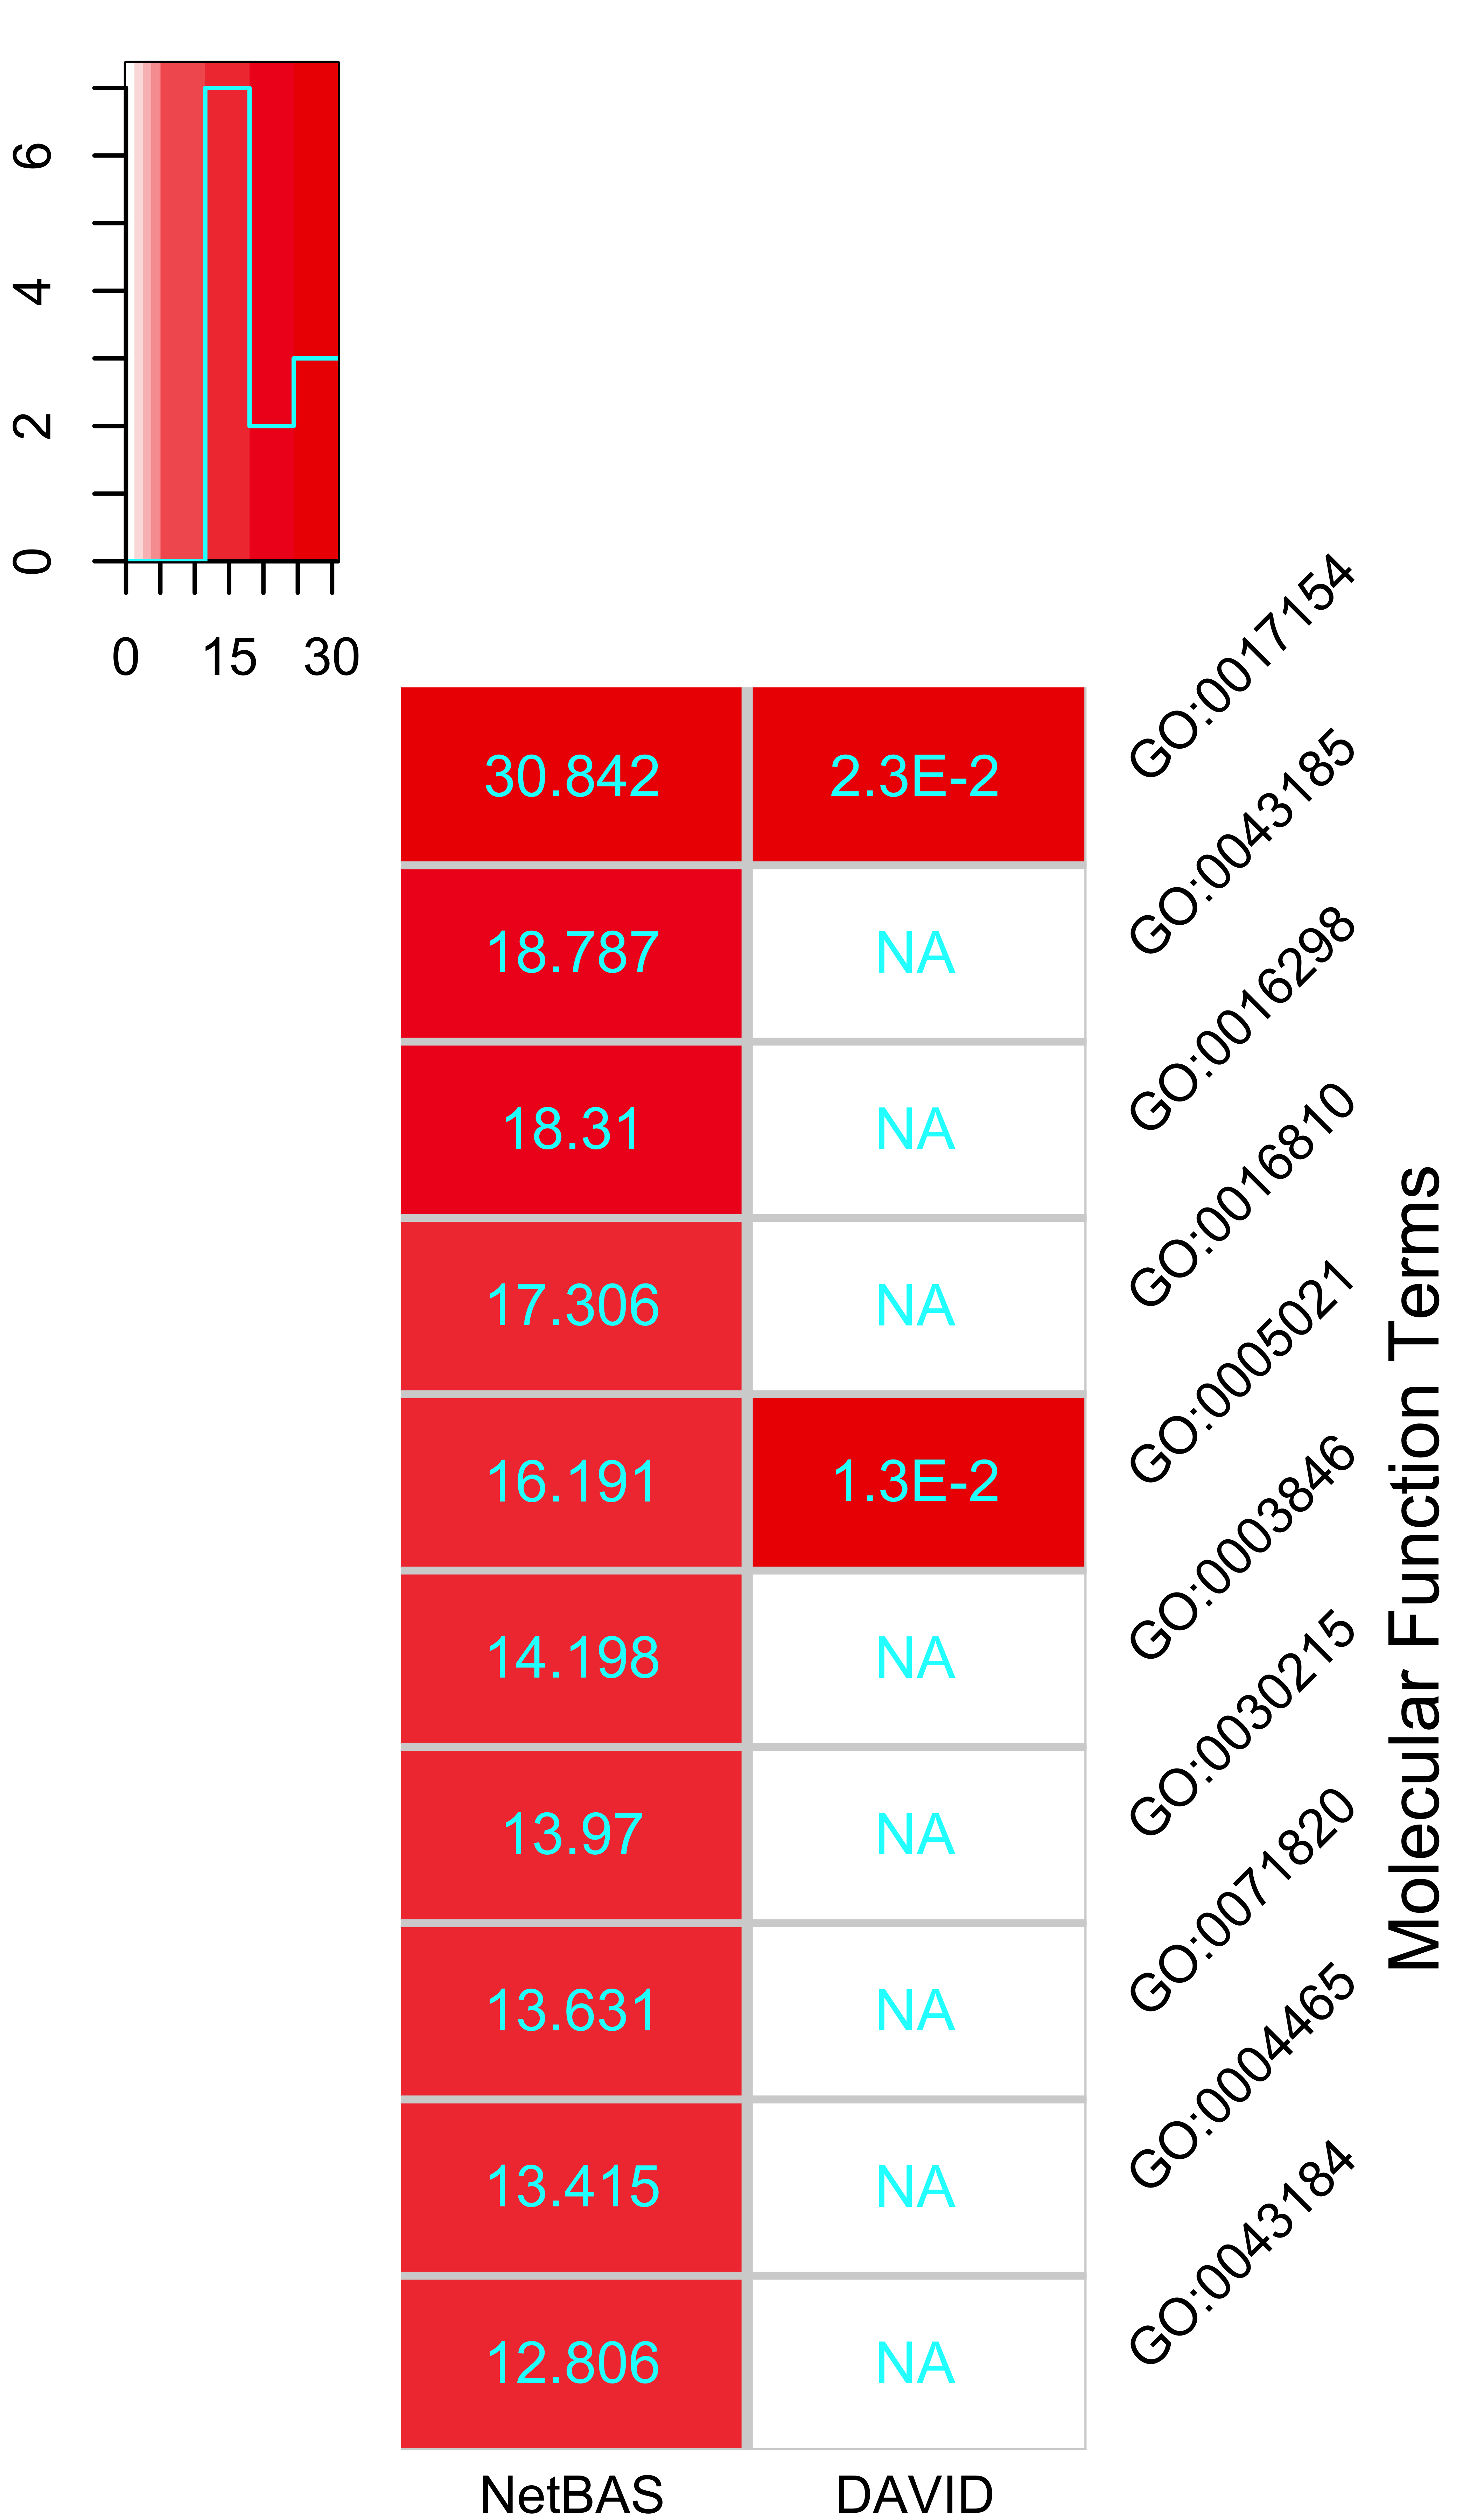 6
4
2
0
0 15 30
GO:0017154
30.842 2.3E-2
GO:0043185
18.787 NA
GO:0016298
18.31 NA
GO:0016810
17.306 NA
GO:0005021
16.191 1.3E-2
GO:0003846
14.198 NA
GO:0030215
13.97 NA
GO:0071820
13.631 NA
GO:0004465
13.415 NA
GO:0043184
12.806 NA
Molecular Function Terms
NetBAS DAVID